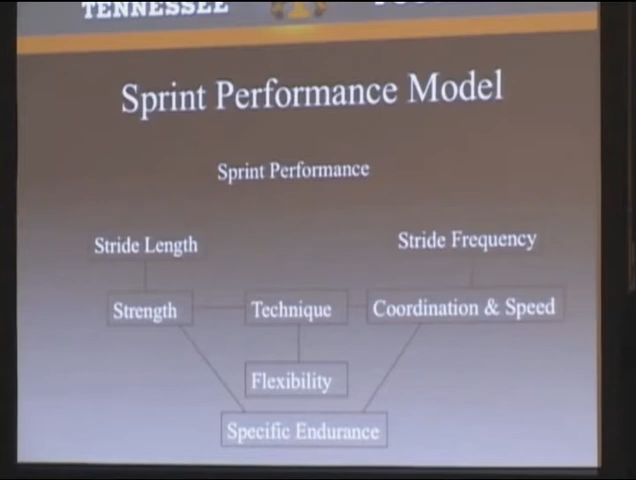 TENNESSEE
Sprint Performance Model
Sprint Performance
Stride Length
Stride Frequency
Strength
Technique
Coordination & Speed
Flexibility
Specific Endurance